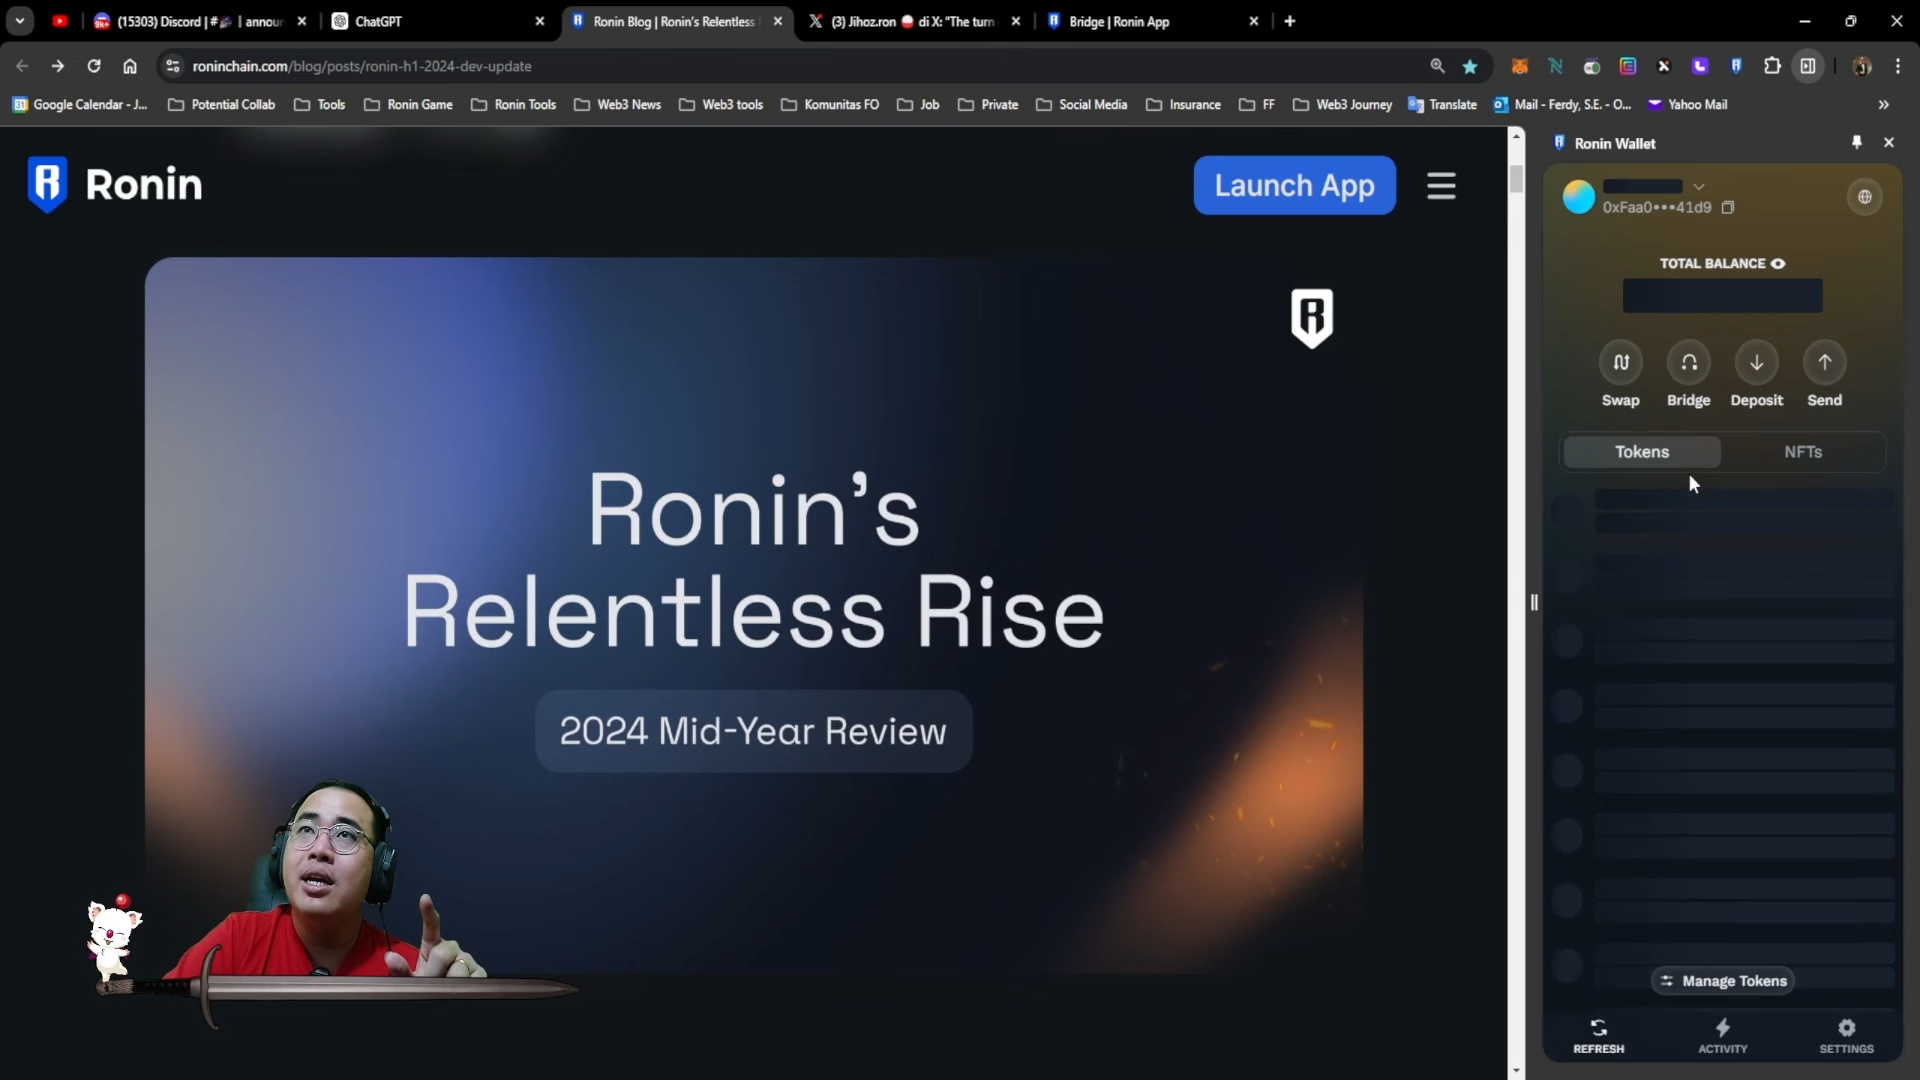 (15303) Discord | # | announ
ChatGPT
Ronin Blog | Ronin's Relentless
(3) Jihoz.ron di X: "The turn
Bridge | Ronin App
roninchain.com/blog/posts/ronin-h1-2024-dev-update
Google Calendar - J...
Potential Collab
Tools
Ronin Game
Ronin Tools
Web3 News
Web3 tools
Komunitas FO
Job
Private
Social Media
Insurance
FF
Web3 Journey
Translate
Mail - Ferdy, S.E. - O...
Yahoo Mail
Ronin
Launch App
Ronin's
Relentless Rise
2024 Mid-Year Review
Ronin Wallet
0xFaa0•••41d9
TOTAL BALANCE
Swap
Bridge
Deposit
Send
Tokens
NFTs
Manage Tokens
REFRESH
ACTIVITY
SETTINGS